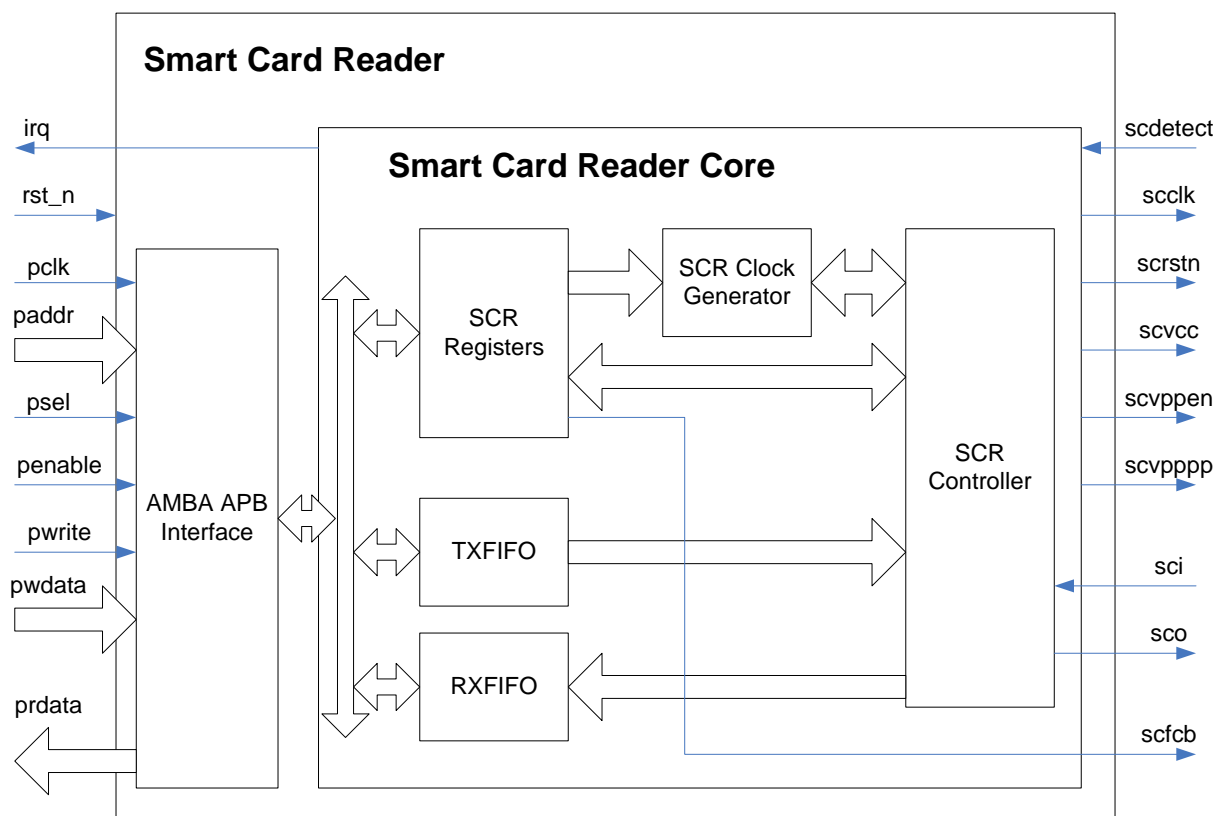 Smart Card Reader
irq
rst_n
pclk
paddr
psel
penable
pwrite
pwdata
prdata
AMBA APB
Interface
Smart Card Reader Core
SCR
Registers
SCR Clock
Generator
SCR
Controller
TXFIFO
RXFIFO
scdetect
scclk
scrstn
scvcc
scvppen
scvpppp
sci
sco
scfcb